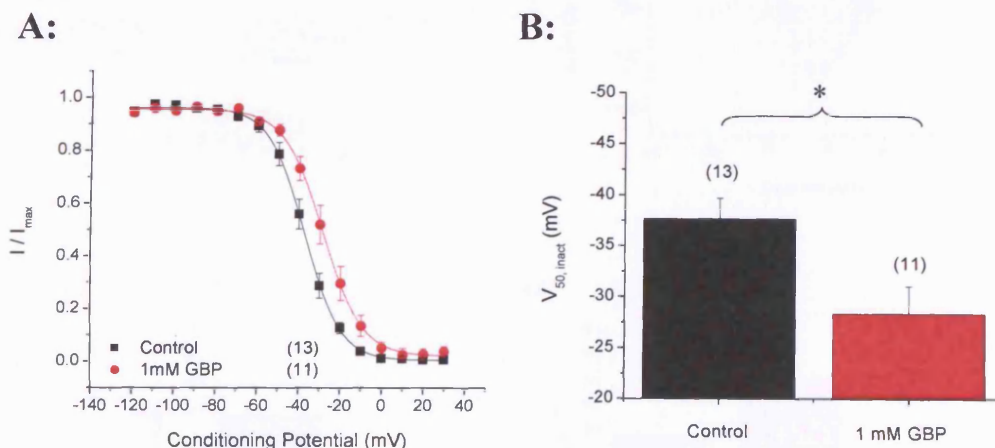 A:
1.0
0.8
0.6
0.4
0.2
0.0
I / Imax
Control (13)
1mM GBP (11)
-140 -120 -100 -80 -60 -40 -20 0 20 40
Conditioning Potential (mV)
B:
-50
-45
-40
-35
-30
-25
-20
V50, inact (mV)
*
(13)
(11)
Control 1 mM GBP